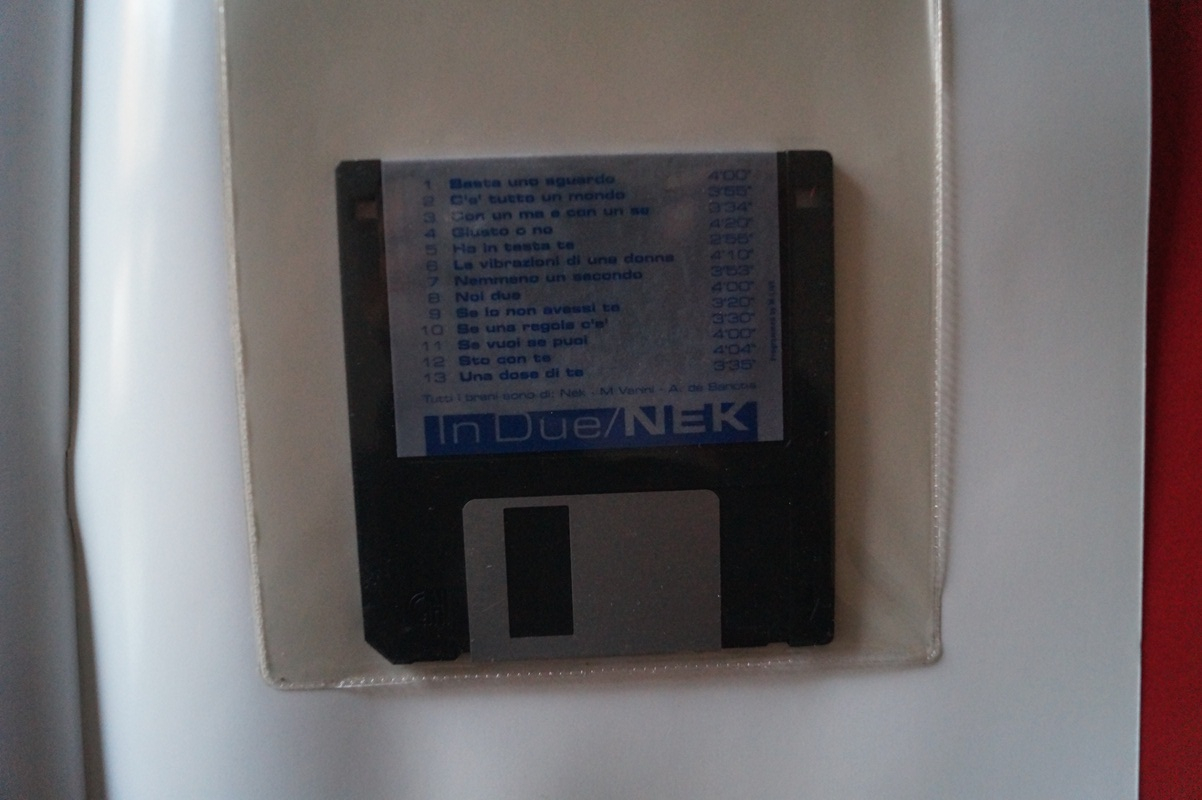 1 Basta uno sguardo 4'00"
2 C'e' tutto un mondo 3'55"
3 Con un ma e con un se 3'34"
4 Giusto o no 4'20"
5 Ho in testa te 2'55"
6 Le vibrazioni di una donna 4'10"
7 Nemmeno un secondo 3'53"
8 Noi due 4'00"
9 Se io non avessi te 3'20"
10 Se una regola c'e' 3'30"
11 Se vuoi se puoi 4'00"
12 Sto con te 4'04"
13 Una dose di te 3'35"
Tutti i brani sono di: Nek - M Varini - A. de Sanctis
In Due/NEK